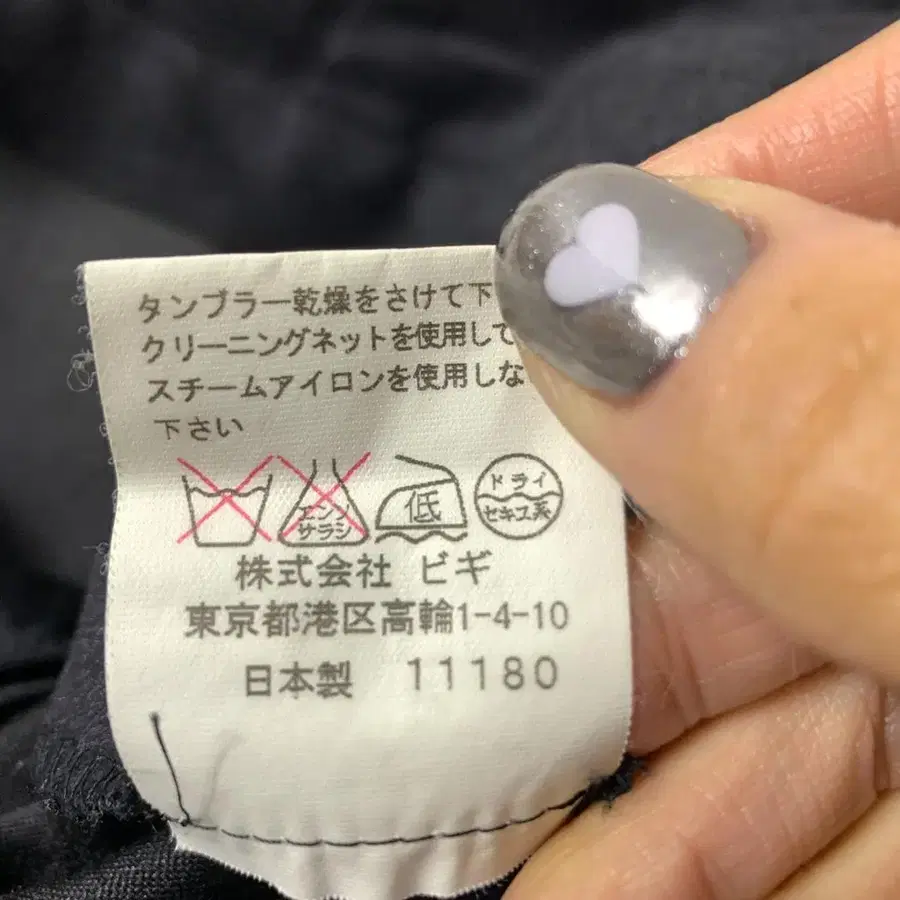 タンブラー乾燥をさけて下
クリーニングネットを使用して
スチームアイロンを使用しな
下さい
エンソ
サラシ
低
ドライ
セキユ系
株式会社 ビギ
東京都港区高輪1-4-10
日本製 11180